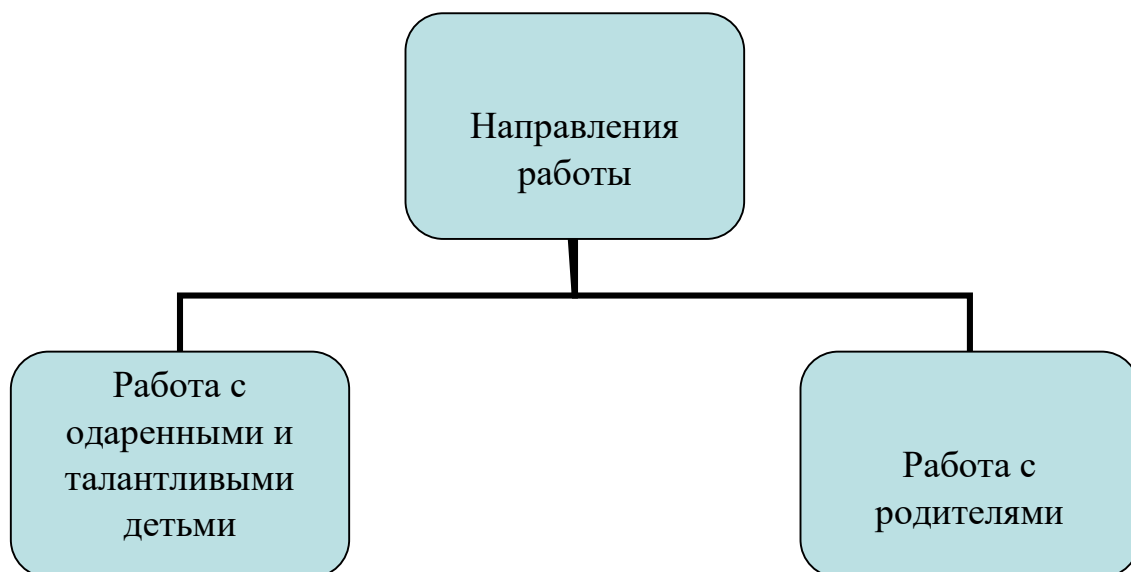 Направления
работы
Работа с
одаренными и
талантливыми
детьми
Работа с
родителями